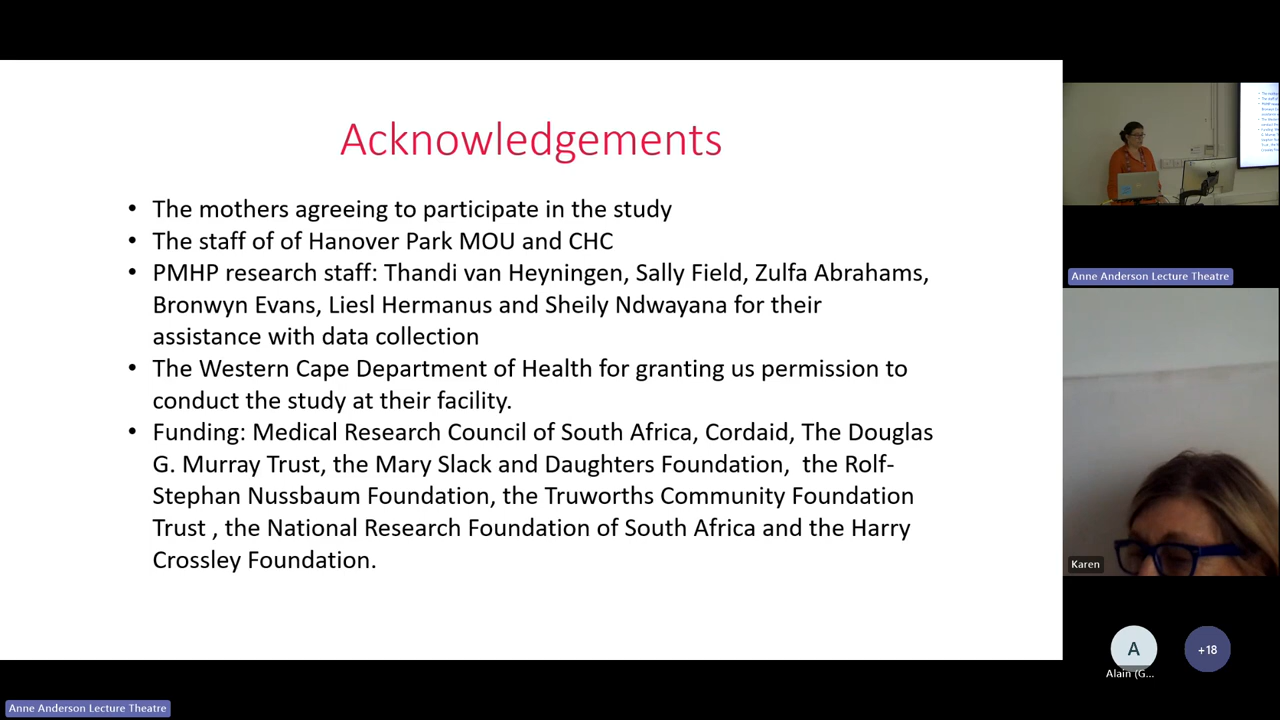 Acknowledgements
• The mothers agreeing to participate in the study
• The staff of of Hanover Park MOU and CHC
• PMHP research staff: Thandi van Heyningen, Sally Field, Zulfa Abrahams,
Bronwyn Evans, Liesl Hermanus and Sheily Ndwayana for their
assistance with data collection
• The Western Cape Department of Health for granting us permission to
conduct the study at their facility.
• Funding: Medical Research Council of South Africa, Cordaid, The Douglas
G. Murray Trust, the Mary Slack and Daughters Foundation,  the Rolf-
Stephan Nussbaum Foundation, the Truworths Community Foundation
Trust , the National Research Foundation of South Africa and the Harry
Crossley Foundation.
Anne Anderson Lecture Theatre
Karen
A
Alain (G...
+18
Anne Anderson Lecture Theatre